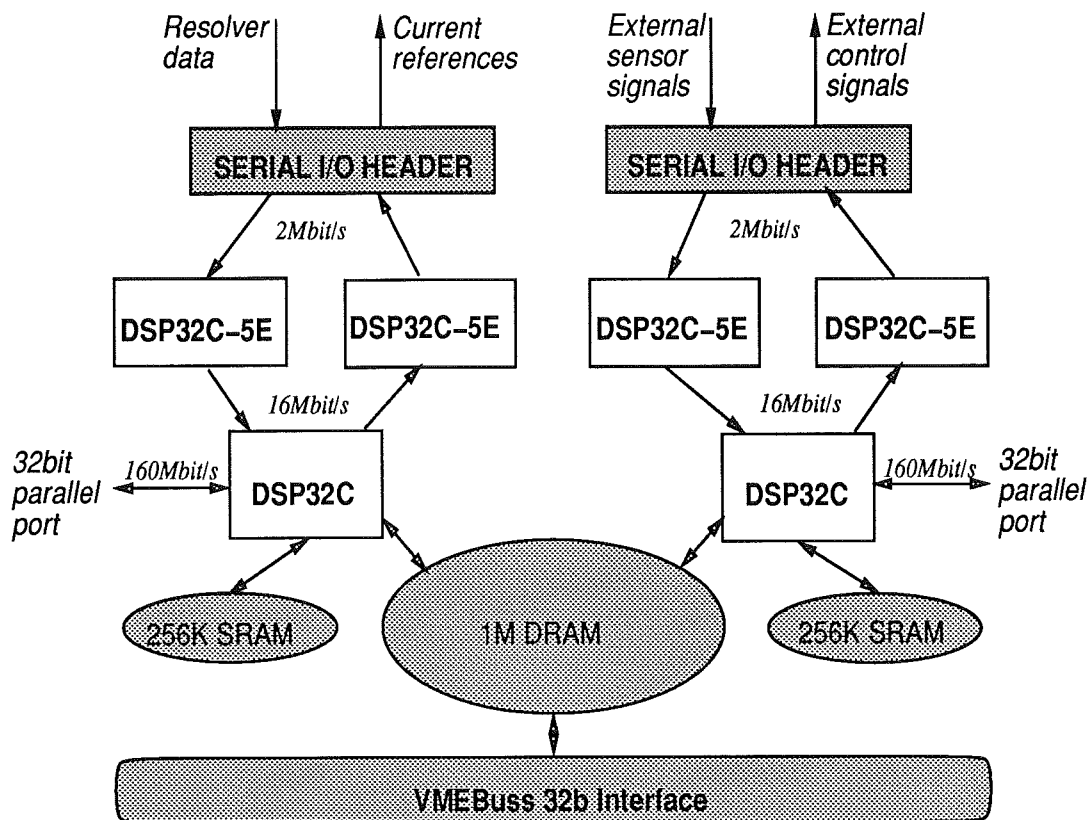 Resolver
data
Current
references
External
sensor
signals
External
control
signals
SERIAL I/O HEADER
SERIAL I/O HEADER
2Mbit/s
2Mbit/s
DSP32C–5E
DSP32C–5E
DSP32C–5E
DSP32C–5E
16Mbit/s
16Mbit/s
32bit
parallel
port
160Mbit/s
DSP32C
DSP32C
160Mbit/s
32bit
parallel
port
256K SRAM
1M DRAM
256K SRAM
VMEBuss 32b Interface